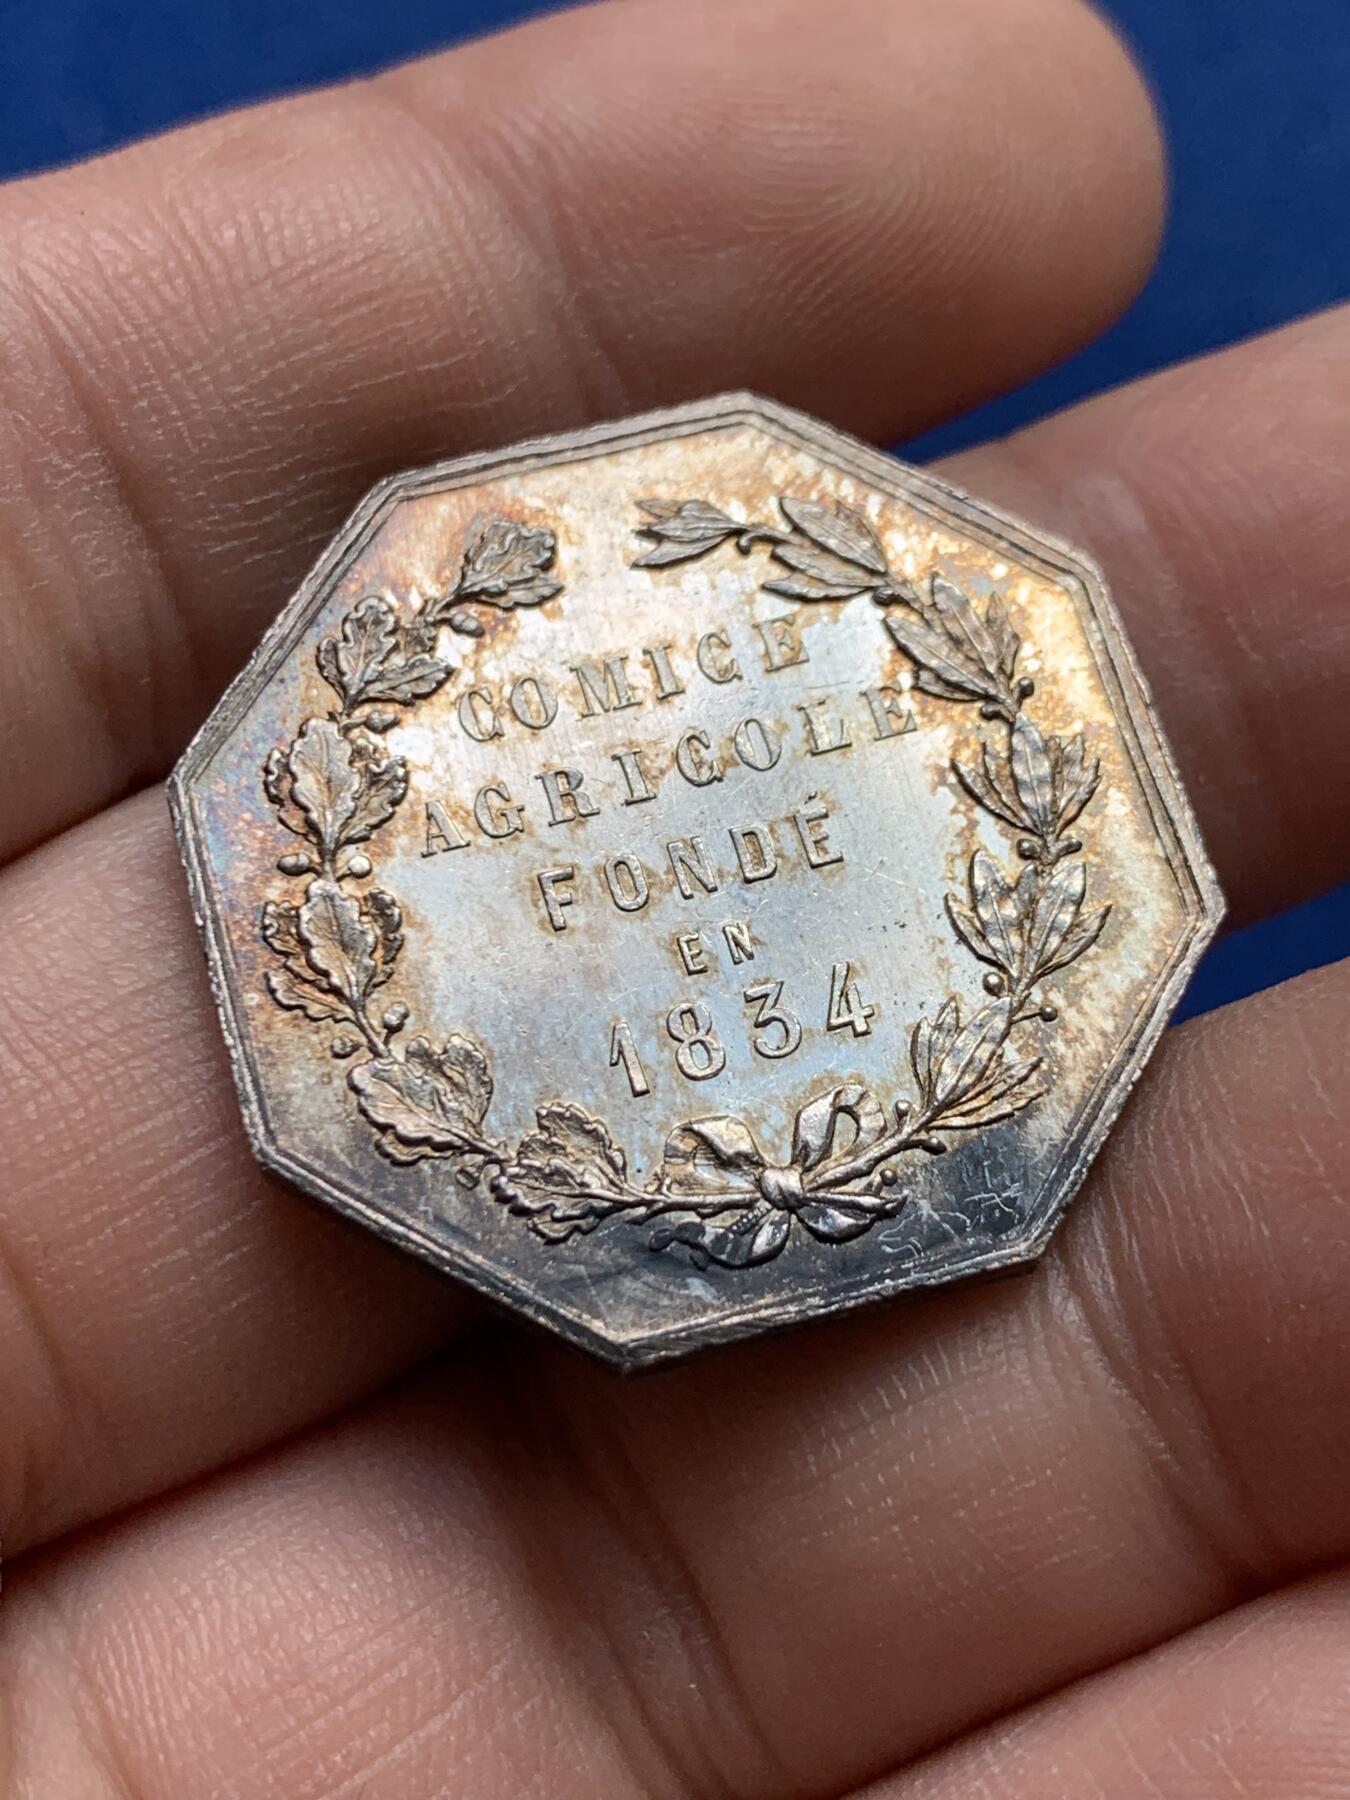 COMICE
AGRICOLE
FONDÉ
EN
1834